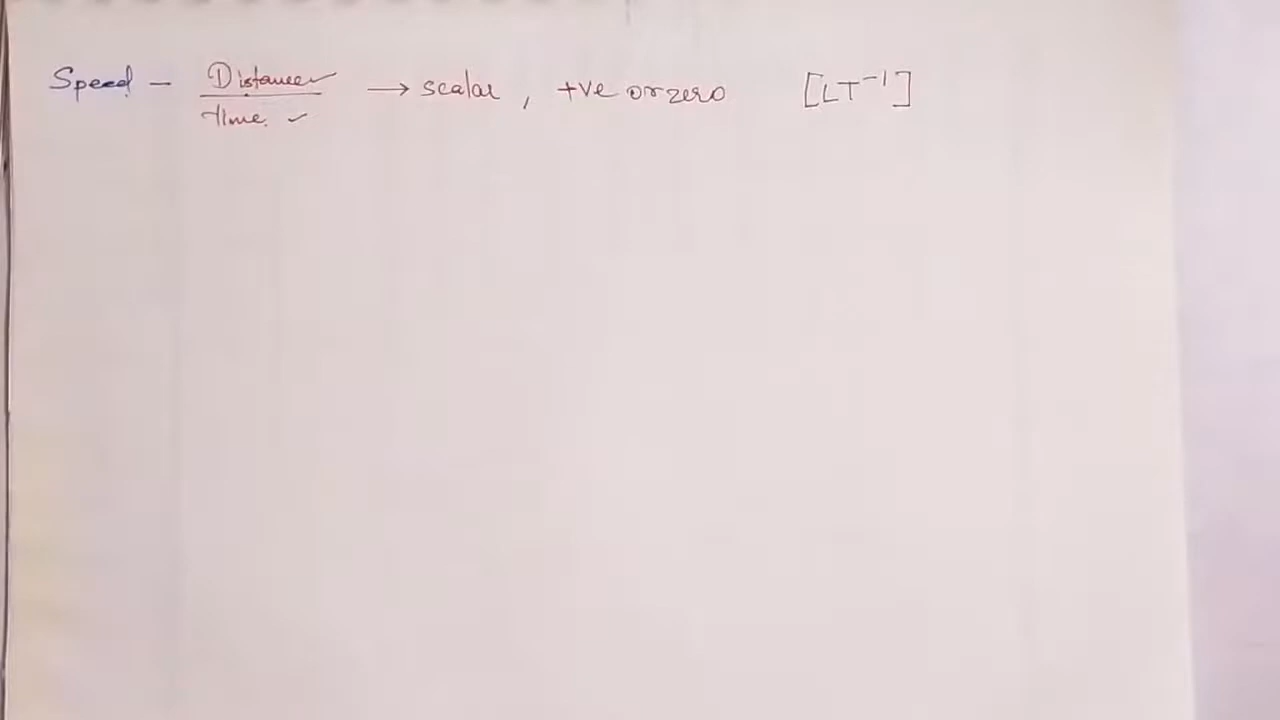 Speed - Distance → scalar , +ve or zero [LT⁻¹]
Time.